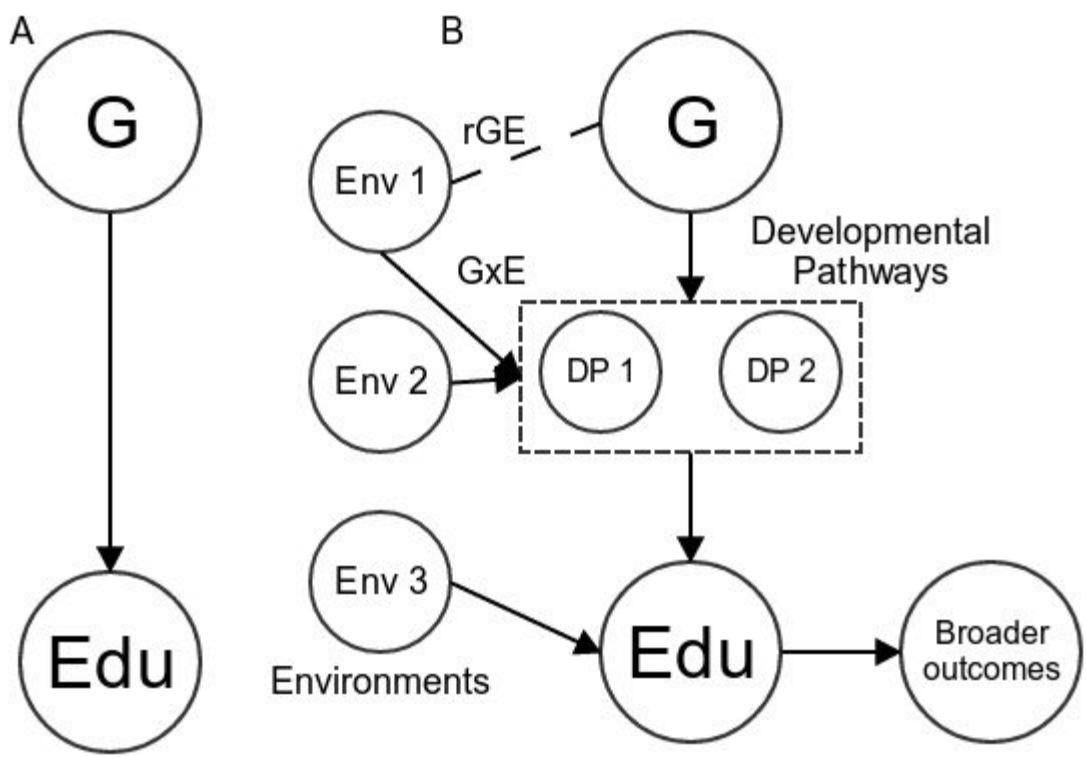 A
G
Edu
B
G
rGE
Env 1
Developmental
Pathways
GxE
Env 2
DP 1
DP 2
Env 3
Environments
Edu
Broader
outcomes